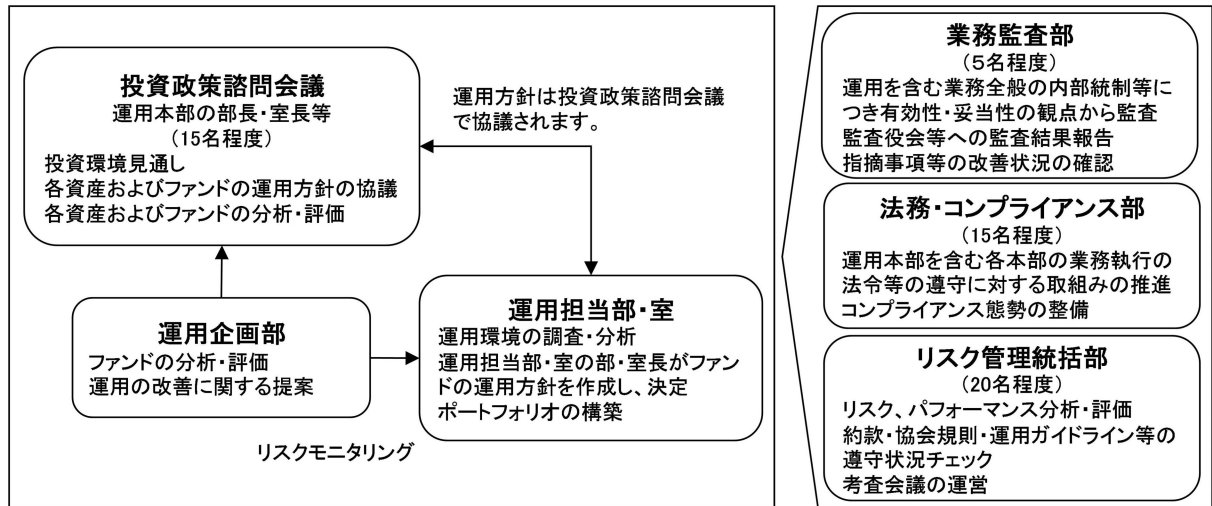 投資政策諮問会議
運用本部の部長・室長等
（15名程度）
投資環境見通し
各資産およびファンドの運用方針の協議
各資産およびファンドの分析・評価
運用方針は投資政策諮問会議
で協議されます。
運用企画部
ファンドの分析・評価
運用の改善に関する提案
運用担当部・室
運用環境の調査・分析
運用担当部・室の部・室長がファン
ドの運用方針を作成し、決定
ポートフォリオの構築
リスクモニタリング
業務監査部
（５名程度）
運用を含む業務全般の内部統制等に
つき有効性・妥当性の観点から監査
監査役会等への監査結果報告
指摘事項等の改善状況の確認
法務・コンプライアンス部
（15名程度）
運用本部を含む各本部の業務執行の
法令等の遵守に対する取組みの推進
コンプライアンス態勢の整備
リスク管理統括部
（20名程度）
リスク、パフォーマンス分析・評価
約款・協会規則・運用ガイドライン等の
遵守状況チェック
考査会議の運営